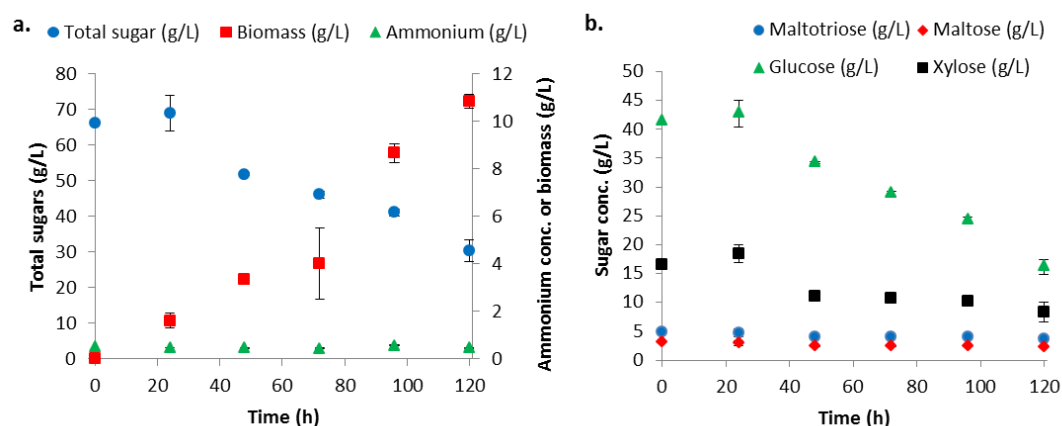 a.
Total sugar (g/L) Biomass (g/L) Ammonium (g/L)
80
70
60
50
40
30
20
10
0
Total sugars (g/L)
12
10
8
6
4
2
0
Ammonium conc. or biomass (g/L)
0 20 40 60 80 100 120
Time (h)
b.
Maltotriose (g/L) Maltose (g/L)
Glucose (g/L) Xylose (g/L)
50
45
40
35
30
25
20
15
10
5
0
Sugar conc. (g/L)
0 20 40 60 80 100 120
Time (h)